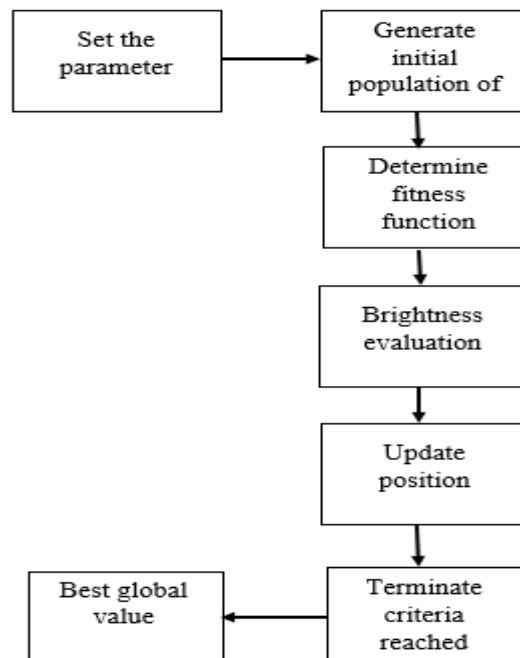 Set the
parameter
Generate
initial
population of
Determine
fitness
function
Brightness
evaluation
Update
position
Terminate
criteria
reached
Best global
value